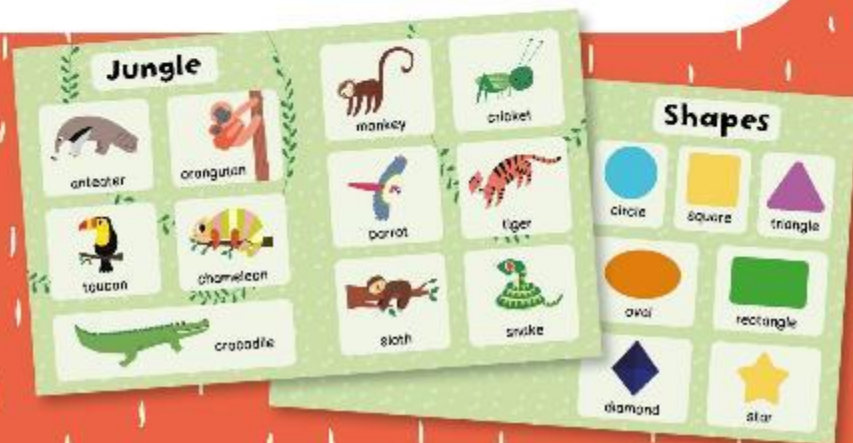 Jungle
anteater
orangutan
toucan
chameleon
crocodile
monkey
cricket
parrot
tiger
sloth
snake
Shapes
circle
square
triangle
oval
rectangle
diamond
star